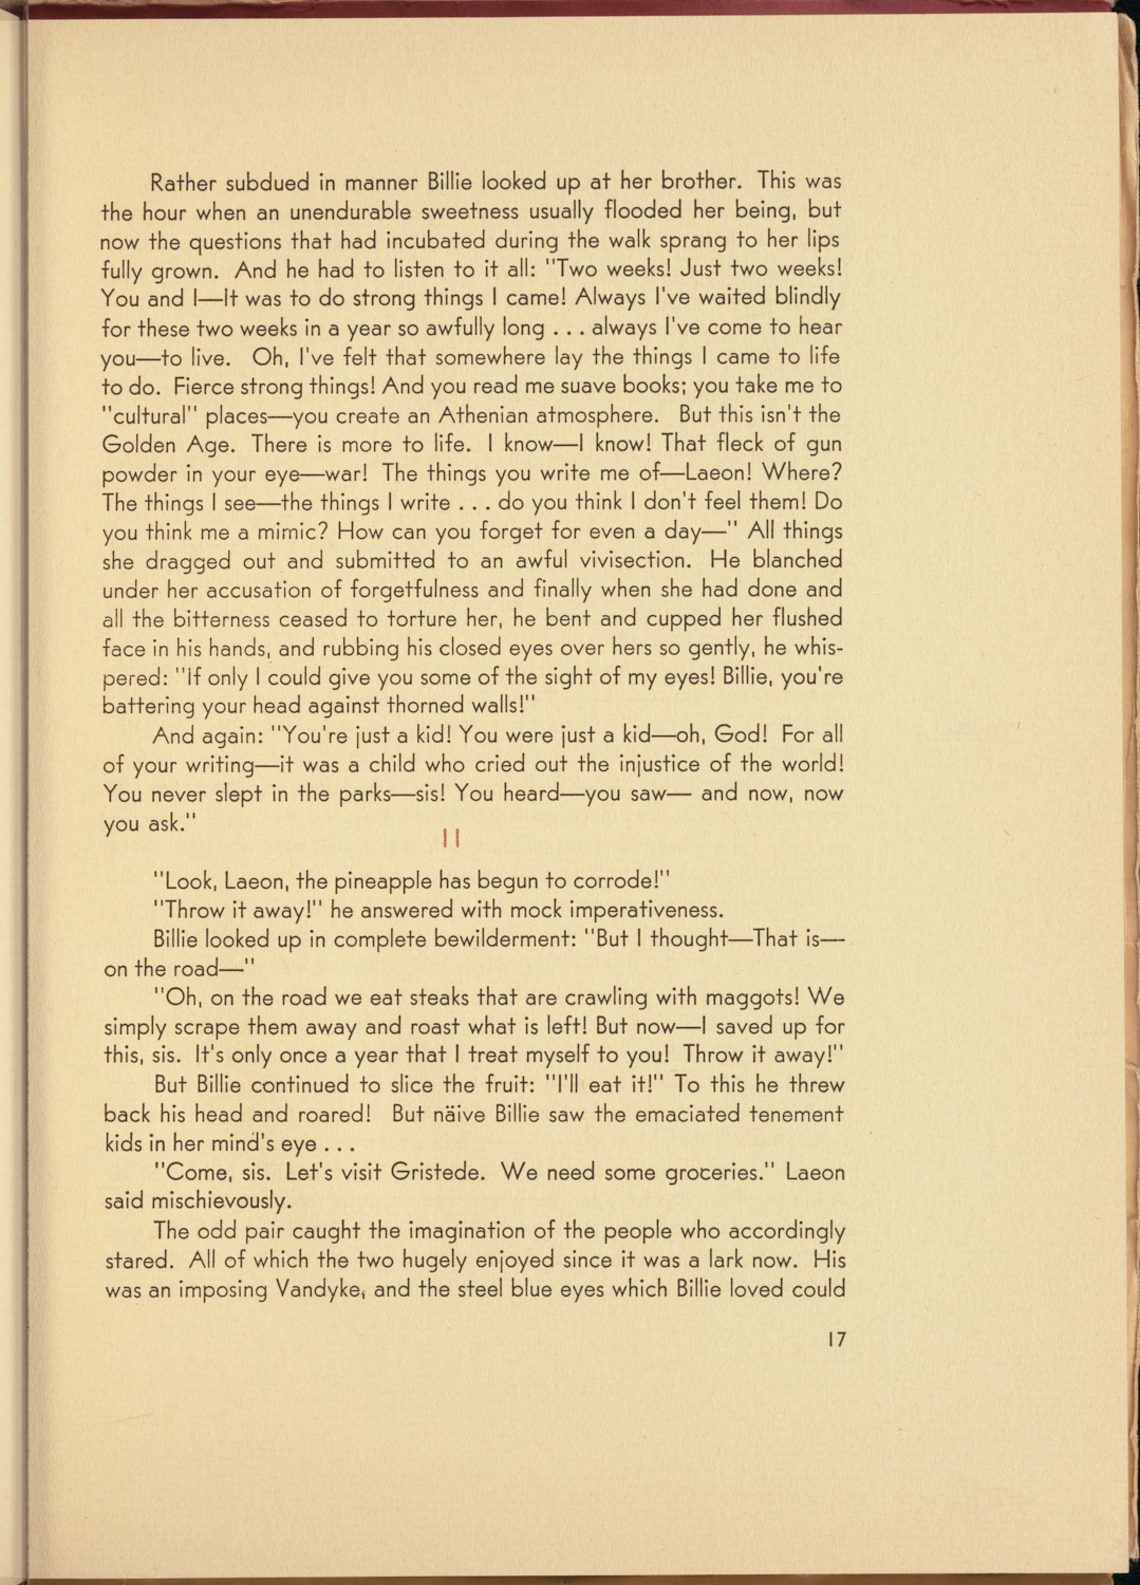 Rather subdued in manner Billie looked up at her brother. This was
the hour when an unendurable sweetness usually flooded her being, but
now the questions that had incubated during the walk sprang to her lips
fully grown. And he had to listen to it all: "Two weeks! Just two weeks!
You and I—It was to do strong things I came! Always I've waited blindly
for these two weeks in a year so awfully long . . . always I've come to hear
you—to live. Oh, I've felt that somewhere lay the things I came to life
to do. Fierce strong things! And you read me suave books; you take me to
"cultural" places—you create an Athenian atmosphere. But this isn't the
Golden Age. There is more to life. I know—I know! That fleck of gun
powder in your eye—war! The things you write me of—Laeon! Where?
The things I see—the things I write . . . do you think I don't feel them! Do
you think me a mimic? How can you forget for even a day—" All things
she dragged out and submitted to an awful vivisection. He blanched
under her accusation of forgetfulness and finally when she had done and
all the bitterness ceased to torture her, he bent and cupped her flushed
face in his hands, and rubbing his closed eyes over hers so gently, he whis-
pered: "If only I could give you some of the sight of my eyes! Billie, you're
battering your head against thorned walls!"
And again: "You're just a kid! You were just a kid—oh, God! For all
of your writing—it was a child who cried out the injustice of the world!
You never slept in the parks—sis! You heard—you saw— and now, now
you ask."
II
"Look, Laeon, the pineapple has begun to corrode!"
"Throw it away!" he answered with mock imperativeness.
Billie looked up in complete bewilderment: "But I thought—That is—
on the road—"
"Oh, on the road we eat steaks that are crawling with maggots! We
simply scrape them away and roast what is left! But now—I saved up for
this, sis. It's only once a year that I treat myself to you! Throw it away!"
But Billie continued to slice the fruit: "I'll eat it!" To this he threw
back his head and roared! But näive Billie saw the emaciated tenement
kids in her mind's eye . . .
"Come, sis. Let's visit Gristede. We need some groceries." Laeon
said mischievously.
The odd pair caught the imagination of the people who accordingly
stared. All of which the two hugely enjoyed since it was a lark now. His
was an imposing Vandyke, and the steel blue eyes which Billie loved could
17